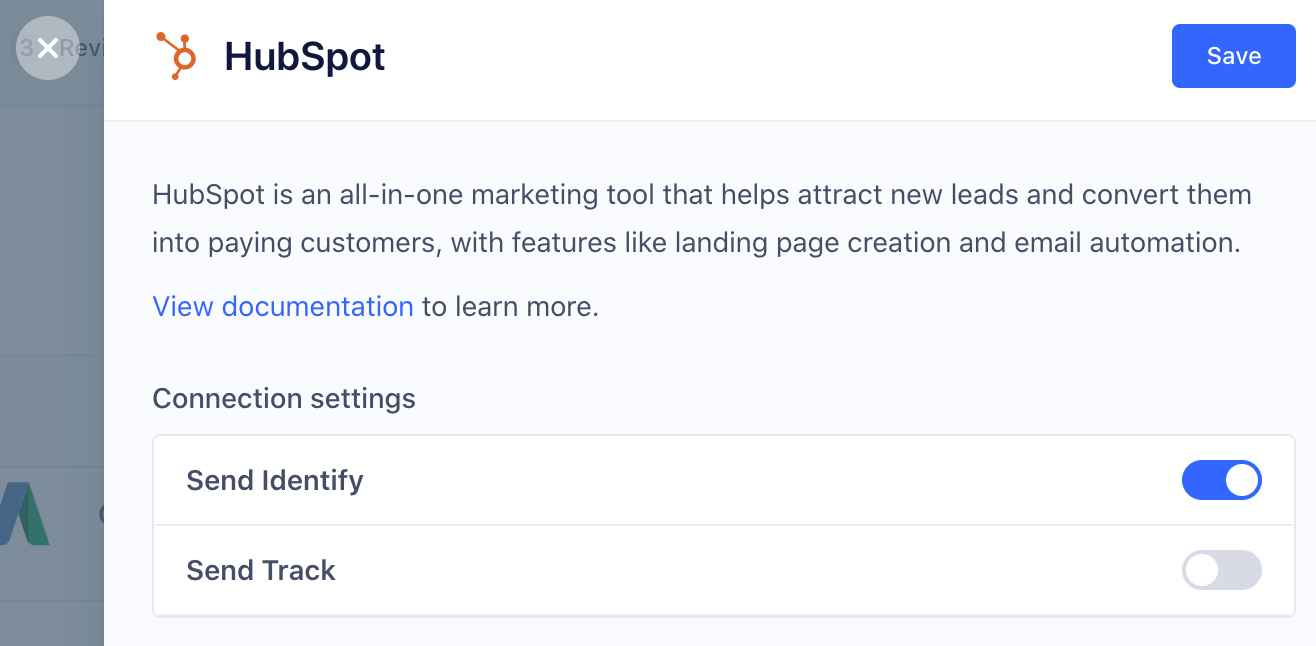 3 Revi
HubSpot
Save
HubSpot is an all-in-one marketing tool that helps attract new leads and convert them
into paying customers, with features like landing page creation and email automation.
View documentation to learn more.
Connection settings
Send Identify
Send Track